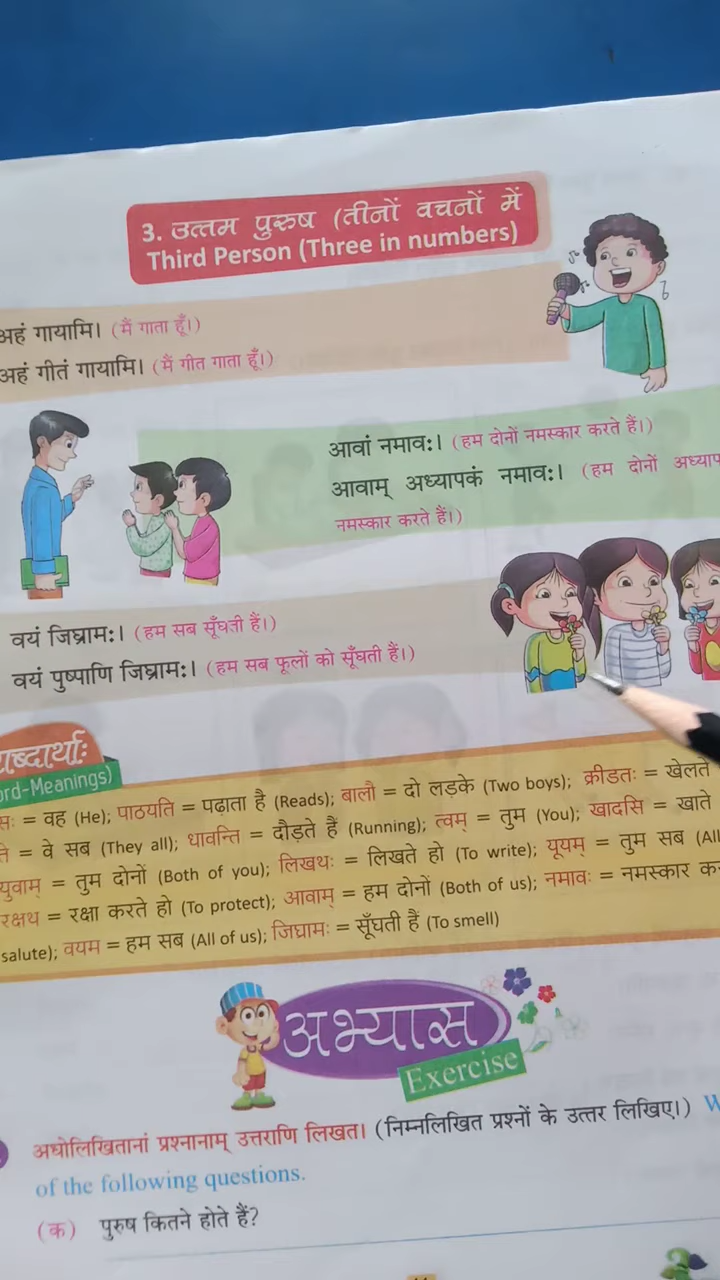 3. उत्तम पुरुष (तीनों वचनों में
Third Person (Three in numbers)
अहं गायामि। (मैं गाता हूँ।)
अहं गीतं गायामि। (मैं गीत गाता हूँ।)
आवां नमावः। (हम दोनों नमस्कार करते हैं।)
आवाम् अध्यापकं नमावः। (हम दोनों अध्याप
नमस्कार करते हैं।)
वयं जिघ्रामः। (हम सब सूँघती हैं।)
वयं पुष्पाणि जिघ्रामः। (हम सब फूलों को सूँघती हैं।)
शब्दार्थाः
ord-Meanings)
सः = वह (He); पाठयति = पढ़ाता है (Reads); बालौ = दो लड़के (Two boys); क्रीडतः = खेलते
ते = वे सब (They all); धावन्ति = दौड़ते हैं (Running); त्वम् = तुम (You); खादसि = खाते
युवाम् = तुम दोनों (Both of you); लिखथः = लिखते हो (To write); यूयम् = तुम सब (All
रक्षथ = रक्षा करते हो (To protect); आवाम् = हम दोनों (Both of us); नमावः = नमस्कार क
salute); वयम = हम सब (All of us); जिघ्रामः = सूँघती हैं (To smell)
अभ्यास
Exercise
अधोलिखितानां प्रश्नानाम् उत्तराणि लिखत। (निम्नलिखित प्रश्नों के उत्तर लिखिए।) W
of the following questions.
(क) पुरुष कितने होते हैं?